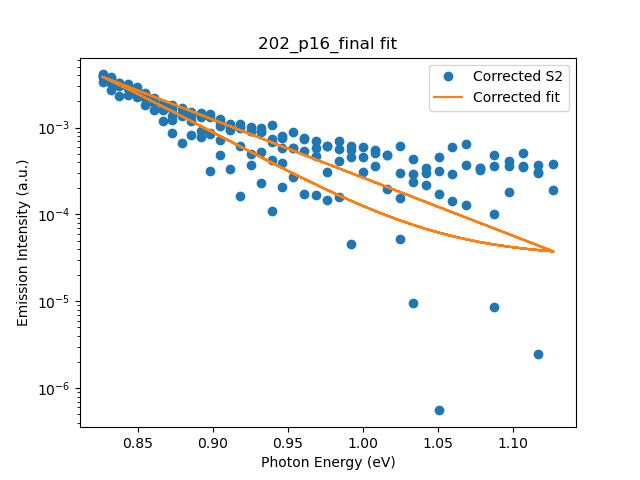 202_p16_final fit
Corrected S2
Corrected fit
Emission Intensity (a.u.)
10⁻³
10⁻⁴
10⁻⁵
10⁻⁶
0.85 0.90 0.95 1.00 1.05 1.10
Photon Energy (eV)